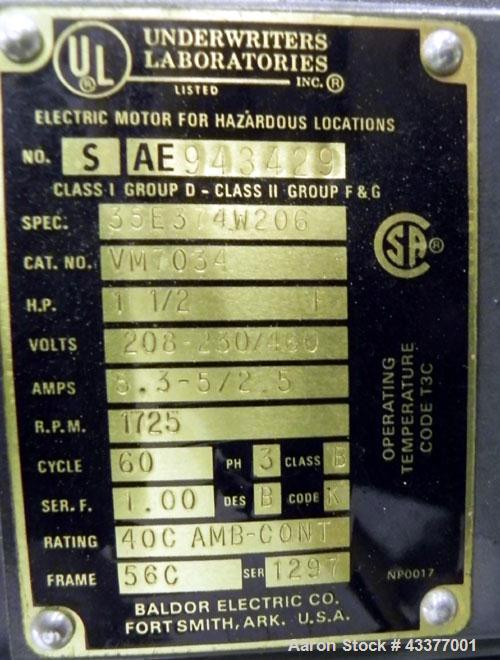 UL ®
UNDERWRITERS
LABORATORIES
INC. ®
LISTED
ELECTRIC MOTOR FOR HAZARDOUS LOCATIONS
NO. S AE943429
CLASS I GROUP D - CLASS II GROUP F & G
SPEC. 35E374W206
CAT. NO. VM7034
H.P. 1 1/2
VOLTS 208-230/460
AMPS 5.3-5/2.5
R.P.M. 1725
CYCLE 60 PH 3 CLASS B
SER. F. 1.00 DES B CODE K
RATING 40C AMB-CONT
FRAME 56C SER 1297
SA ®
OPERATING
TEMPERATURE
CODE T3C
NP0017
BALDOR ELECTRIC CO.
FORT SMITH, ARK. U.S.A.
Aaron Stock # 43377001